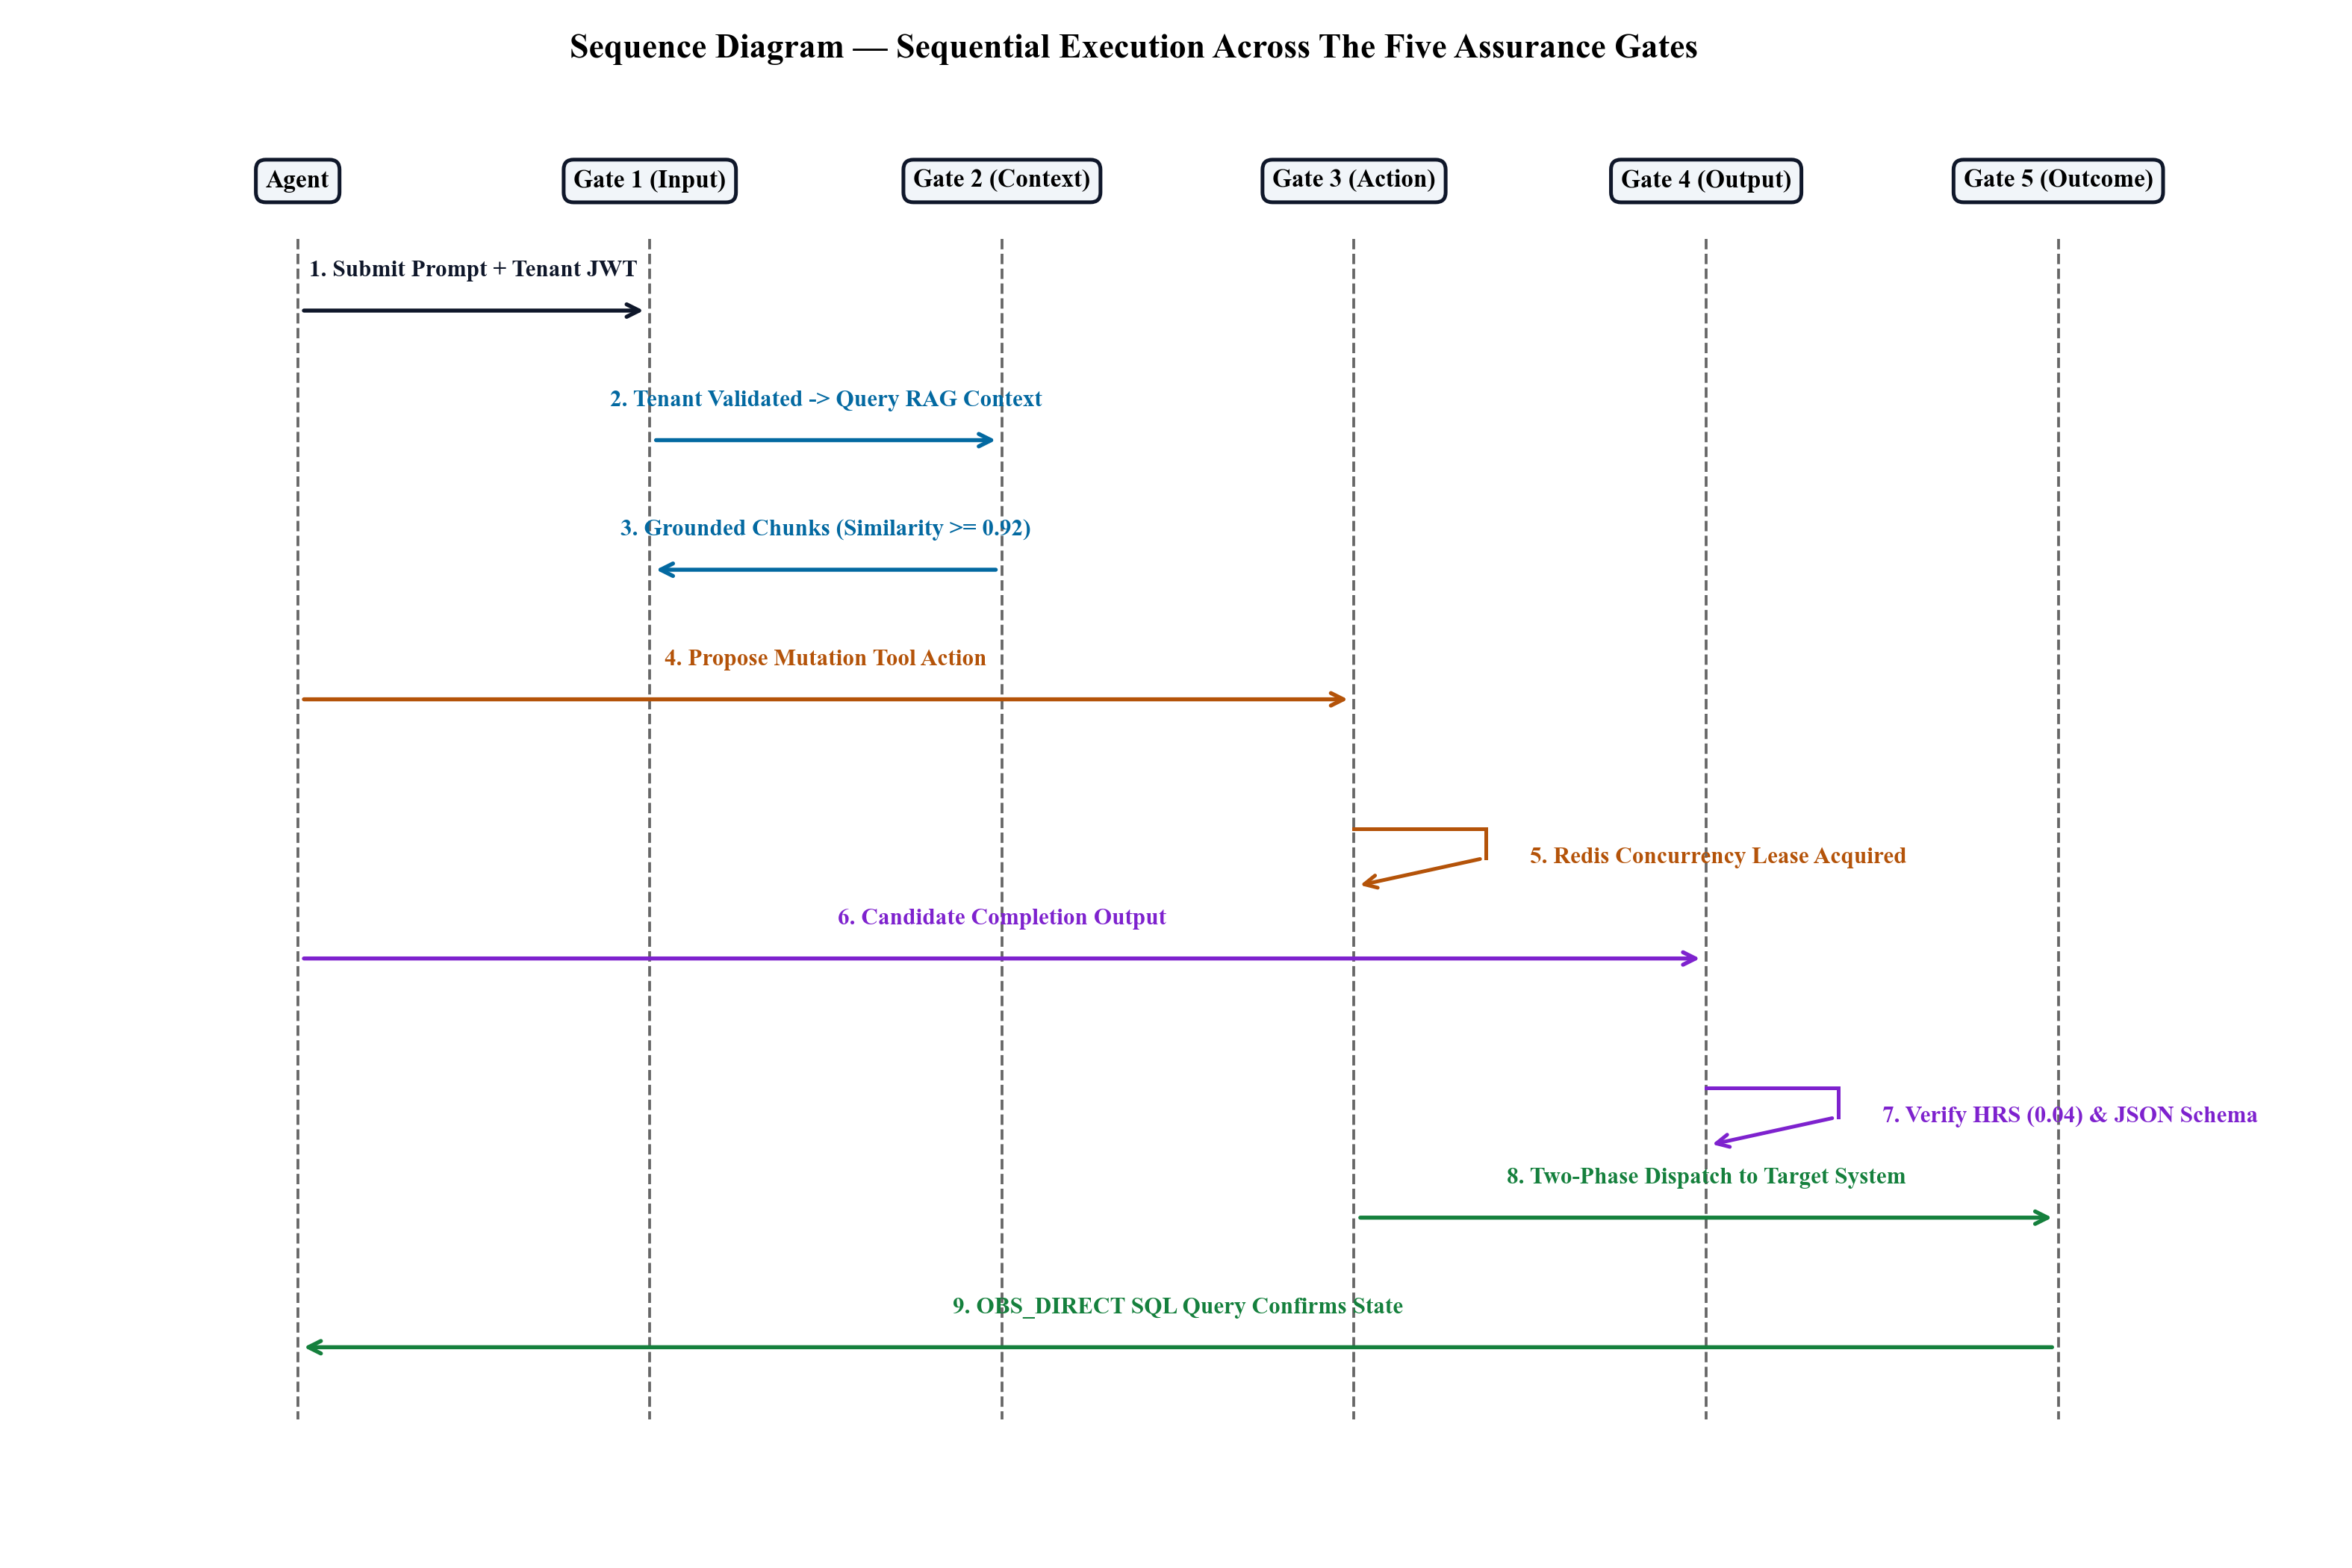 Sequence Diagram — Sequential Execution Across The Five Assurance Gates
Agent
Gate 1 (Input)
Gate 2 (Context)
Gate 3 (Action)
Gate 4 (Output)
Gate 5 (Outcome)
1. Submit Prompt + Tenant JWT
2. Tenant Validated -> Query RAG Context
3. Grounded Chunks (Similarity >= 0.92)
4. Propose Mutation Tool Action
5. Redis Concurrency Lease Acquired
6. Candidate Completion Output
7. Verify HRS (0.04) & JSON Schema
8. Two-Phase Dispatch to Target System
9. OBS_DIRECT SQL Query Confirms State